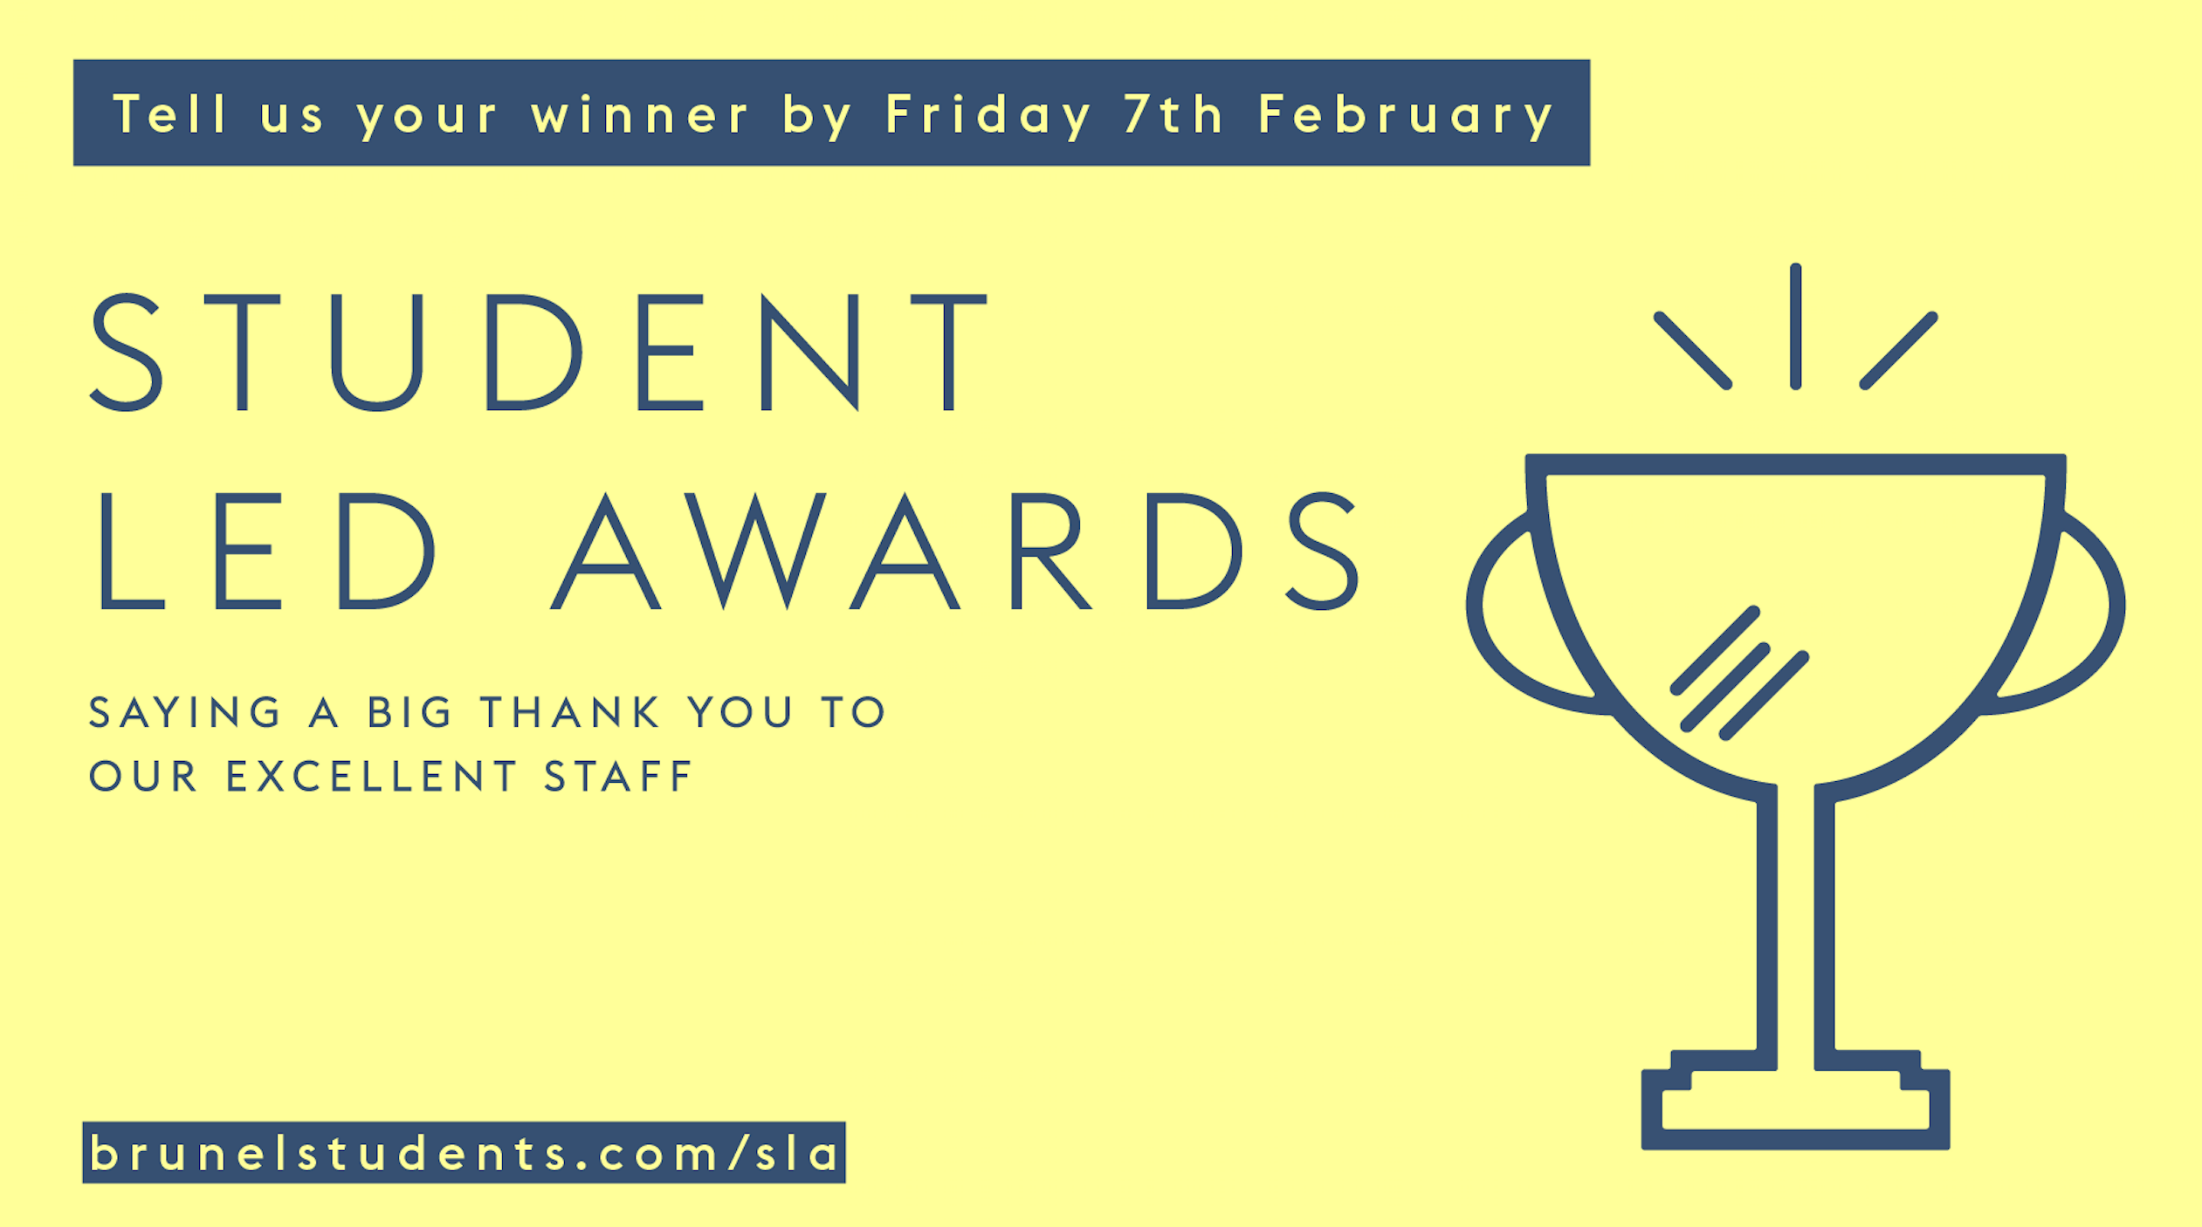 Tell us your winner by Friday 7th February
STUDENT
LED AWARDS
SAYING A BIG THANK YOU TO
OUR EXCELLENT STAFF
brunelstudents.com/sla